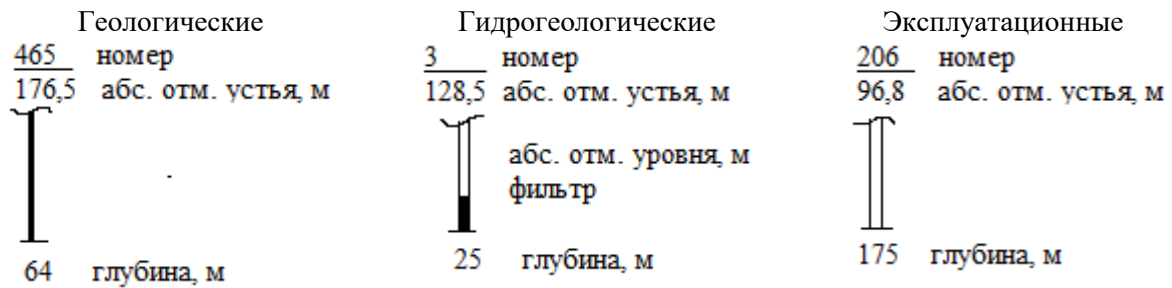 Геологические Гидрогеологические Эксплуатационные
465 номер 3 номер 206 номер
176,5 абс. отм. устья, м 128,5 абс. отм. устья, м 96,8 абс. отм. устья, м
абс. отм. уровня, м
фильтр
64 глубина, м 25 глубина, м 175 глубина, м